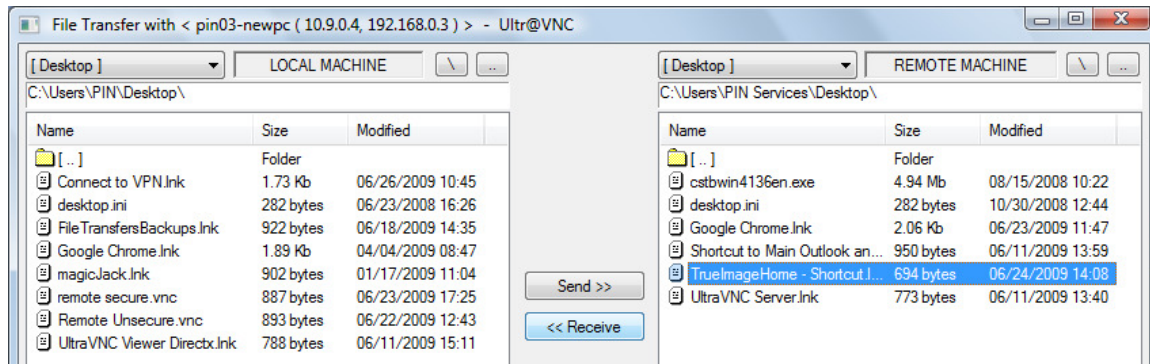 File Transfer with < pin03-newpc ( 10.9.0.4, 192.168.0.3 ) > - Ultr@VNC
[ Desktop ] LOCAL MACHINE \ ..
C:\Users\PIN\Desktop\
Name Size Modified
[ .. ] Folder
Connect to VPN.lnk 1.73 Kb 06/26/2009 10:45
desktop.ini 282 bytes 06/23/2008 16:26
FileTransfersBackups.lnk 922 bytes 06/18/2009 14:35
Google Chrome.lnk 1.89 Kb 04/04/2009 08:47
magicJack.lnk 902 bytes 01/17/2009 11:04
remote secure.vnc 887 bytes 06/23/2009 17:25
Remote Unsecure.vnc 893 bytes 06/22/2009 12:43
UltraVNC Viewer Directx.lnk 788 bytes 06/11/2009 15:11
Send >>
<< Receive
[ Desktop ] REMOTE MACHINE \ ..
C:\Users\PIN Services\Desktop\
Name Size Modified
[ .. ] Folder
cstbwin4136en.exe 4.94 Mb 08/15/2008 10:22
desktop.ini 282 bytes 10/30/2008 12:44
Google Chrome.lnk 2.06 Kb 06/23/2009 11:47
Shortcut to Main Outlook an... 950 bytes 06/11/2009 13:59
TrueImageHome - Shortcut.l... 694 bytes 06/24/2009 14:08
UltraVNC Server.lnk 773 bytes 06/11/2009 13:40